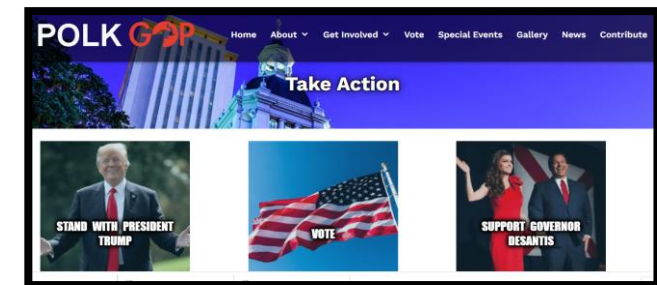 POLK GOP
Home About Get Involved Vote Special Events Gallery News Contribute
Take Action
STAND WITH PRESIDENT
TRUMP
VOTE
SUPPORT GOVERNOR
DESANTIS